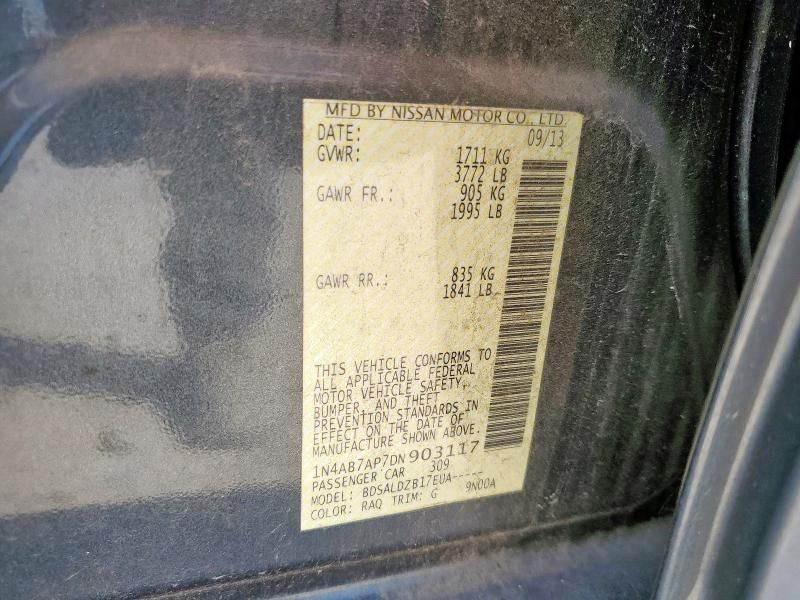 MFD BY NISSAN MOTOR CO., LTD.
DATE: 09/13
GVWR: 1711 KG
3772 LB
GAWR FR.: 905 KG
1995 LB
GAWR RR.: 835 KG
1841 LB
THIS VEHICLE CONFORMS TO
ALL APPLICABLE FEDERAL
MOTOR VEHICLE SAFETY,
BUMPER, AND THEFT
PREVENTION STANDARDS IN
EFFECT ON THE DATE OF
MANUFACTURE SHOWN ABOVE.
1N4AB7AP7DN903117
PASSENGER CAR 309
MODEL: BDSALDZB17EUA-----
COLOR: RAQ TRIM: G 9N00A